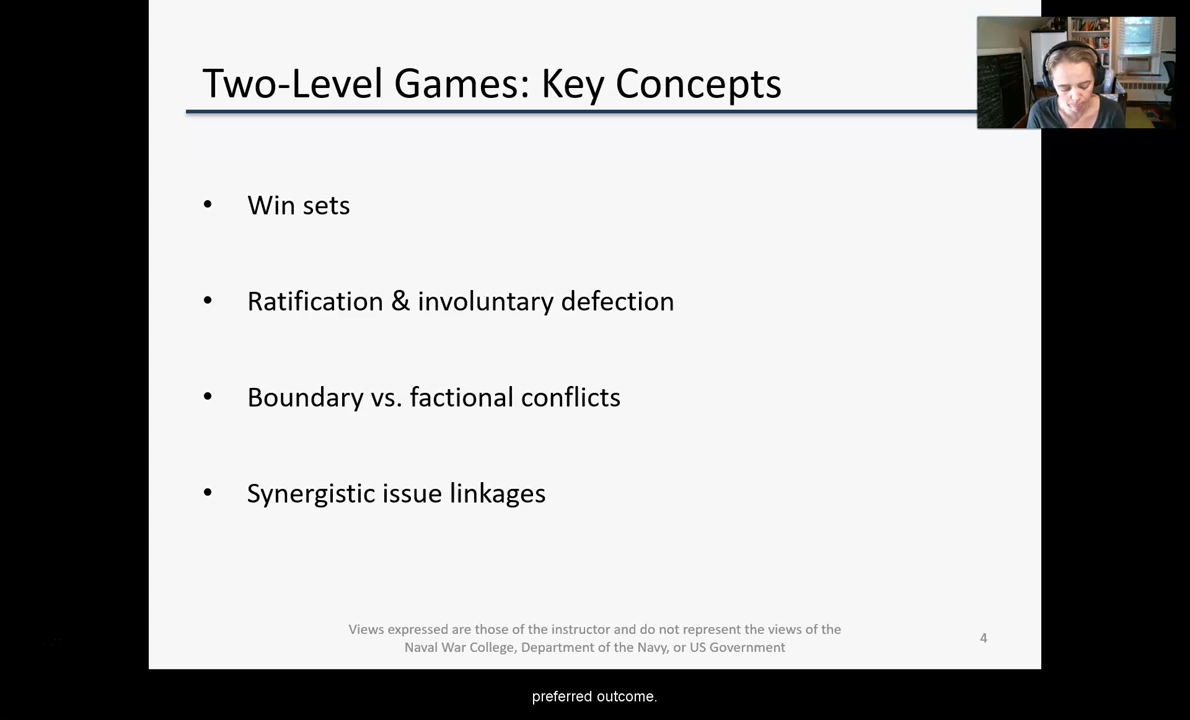 Two-Level Games: Key Concepts
• Win sets
• Ratification & involuntary defection
• Boundary vs. factional conflicts
• Synergistic issue linkages
Views expressed are those of the instructor and do not represent the views of the
Naval War College, Department of the Navy, or US Government
4
preferred outcome.